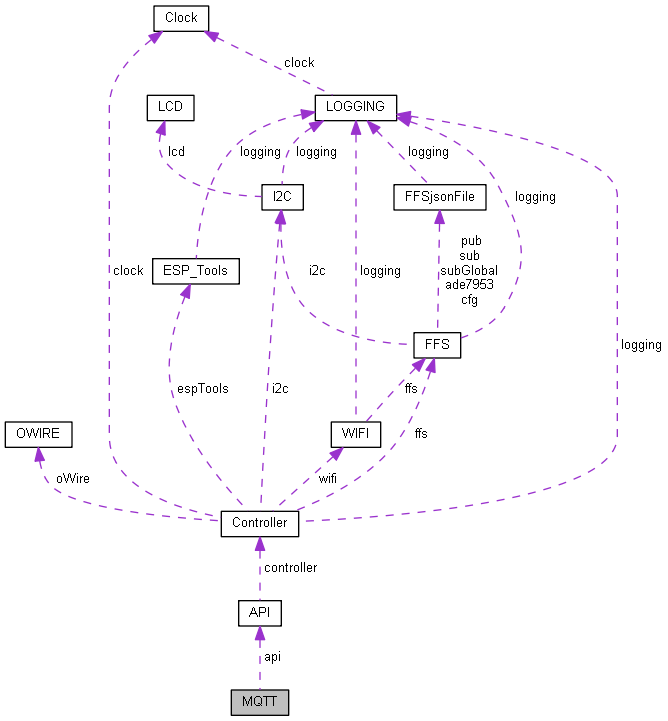 Clock
clock
LCD
LOGGING
lcd
logging
logging
logging
I2C
FFSjsonFile
logging
pub
sub
subGlobal
ade7953
cfg
ESP_Tools
clock
i2c
logging
FFS
logging
espTools
i2c
ffs
OWIRE
WIFI
ffs
oWire
wifi
Controller
controller
API
api
MQTT